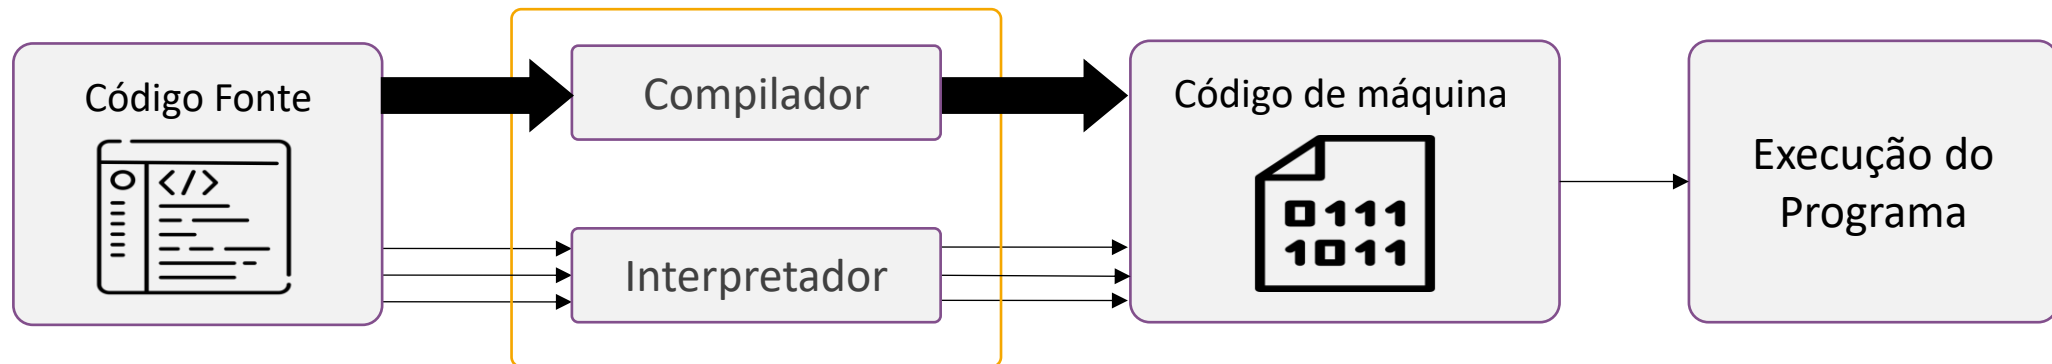 Código Fonte
</>
Compilador
Interpretador
Código de máquina
0111
1011
Execução do
Programa